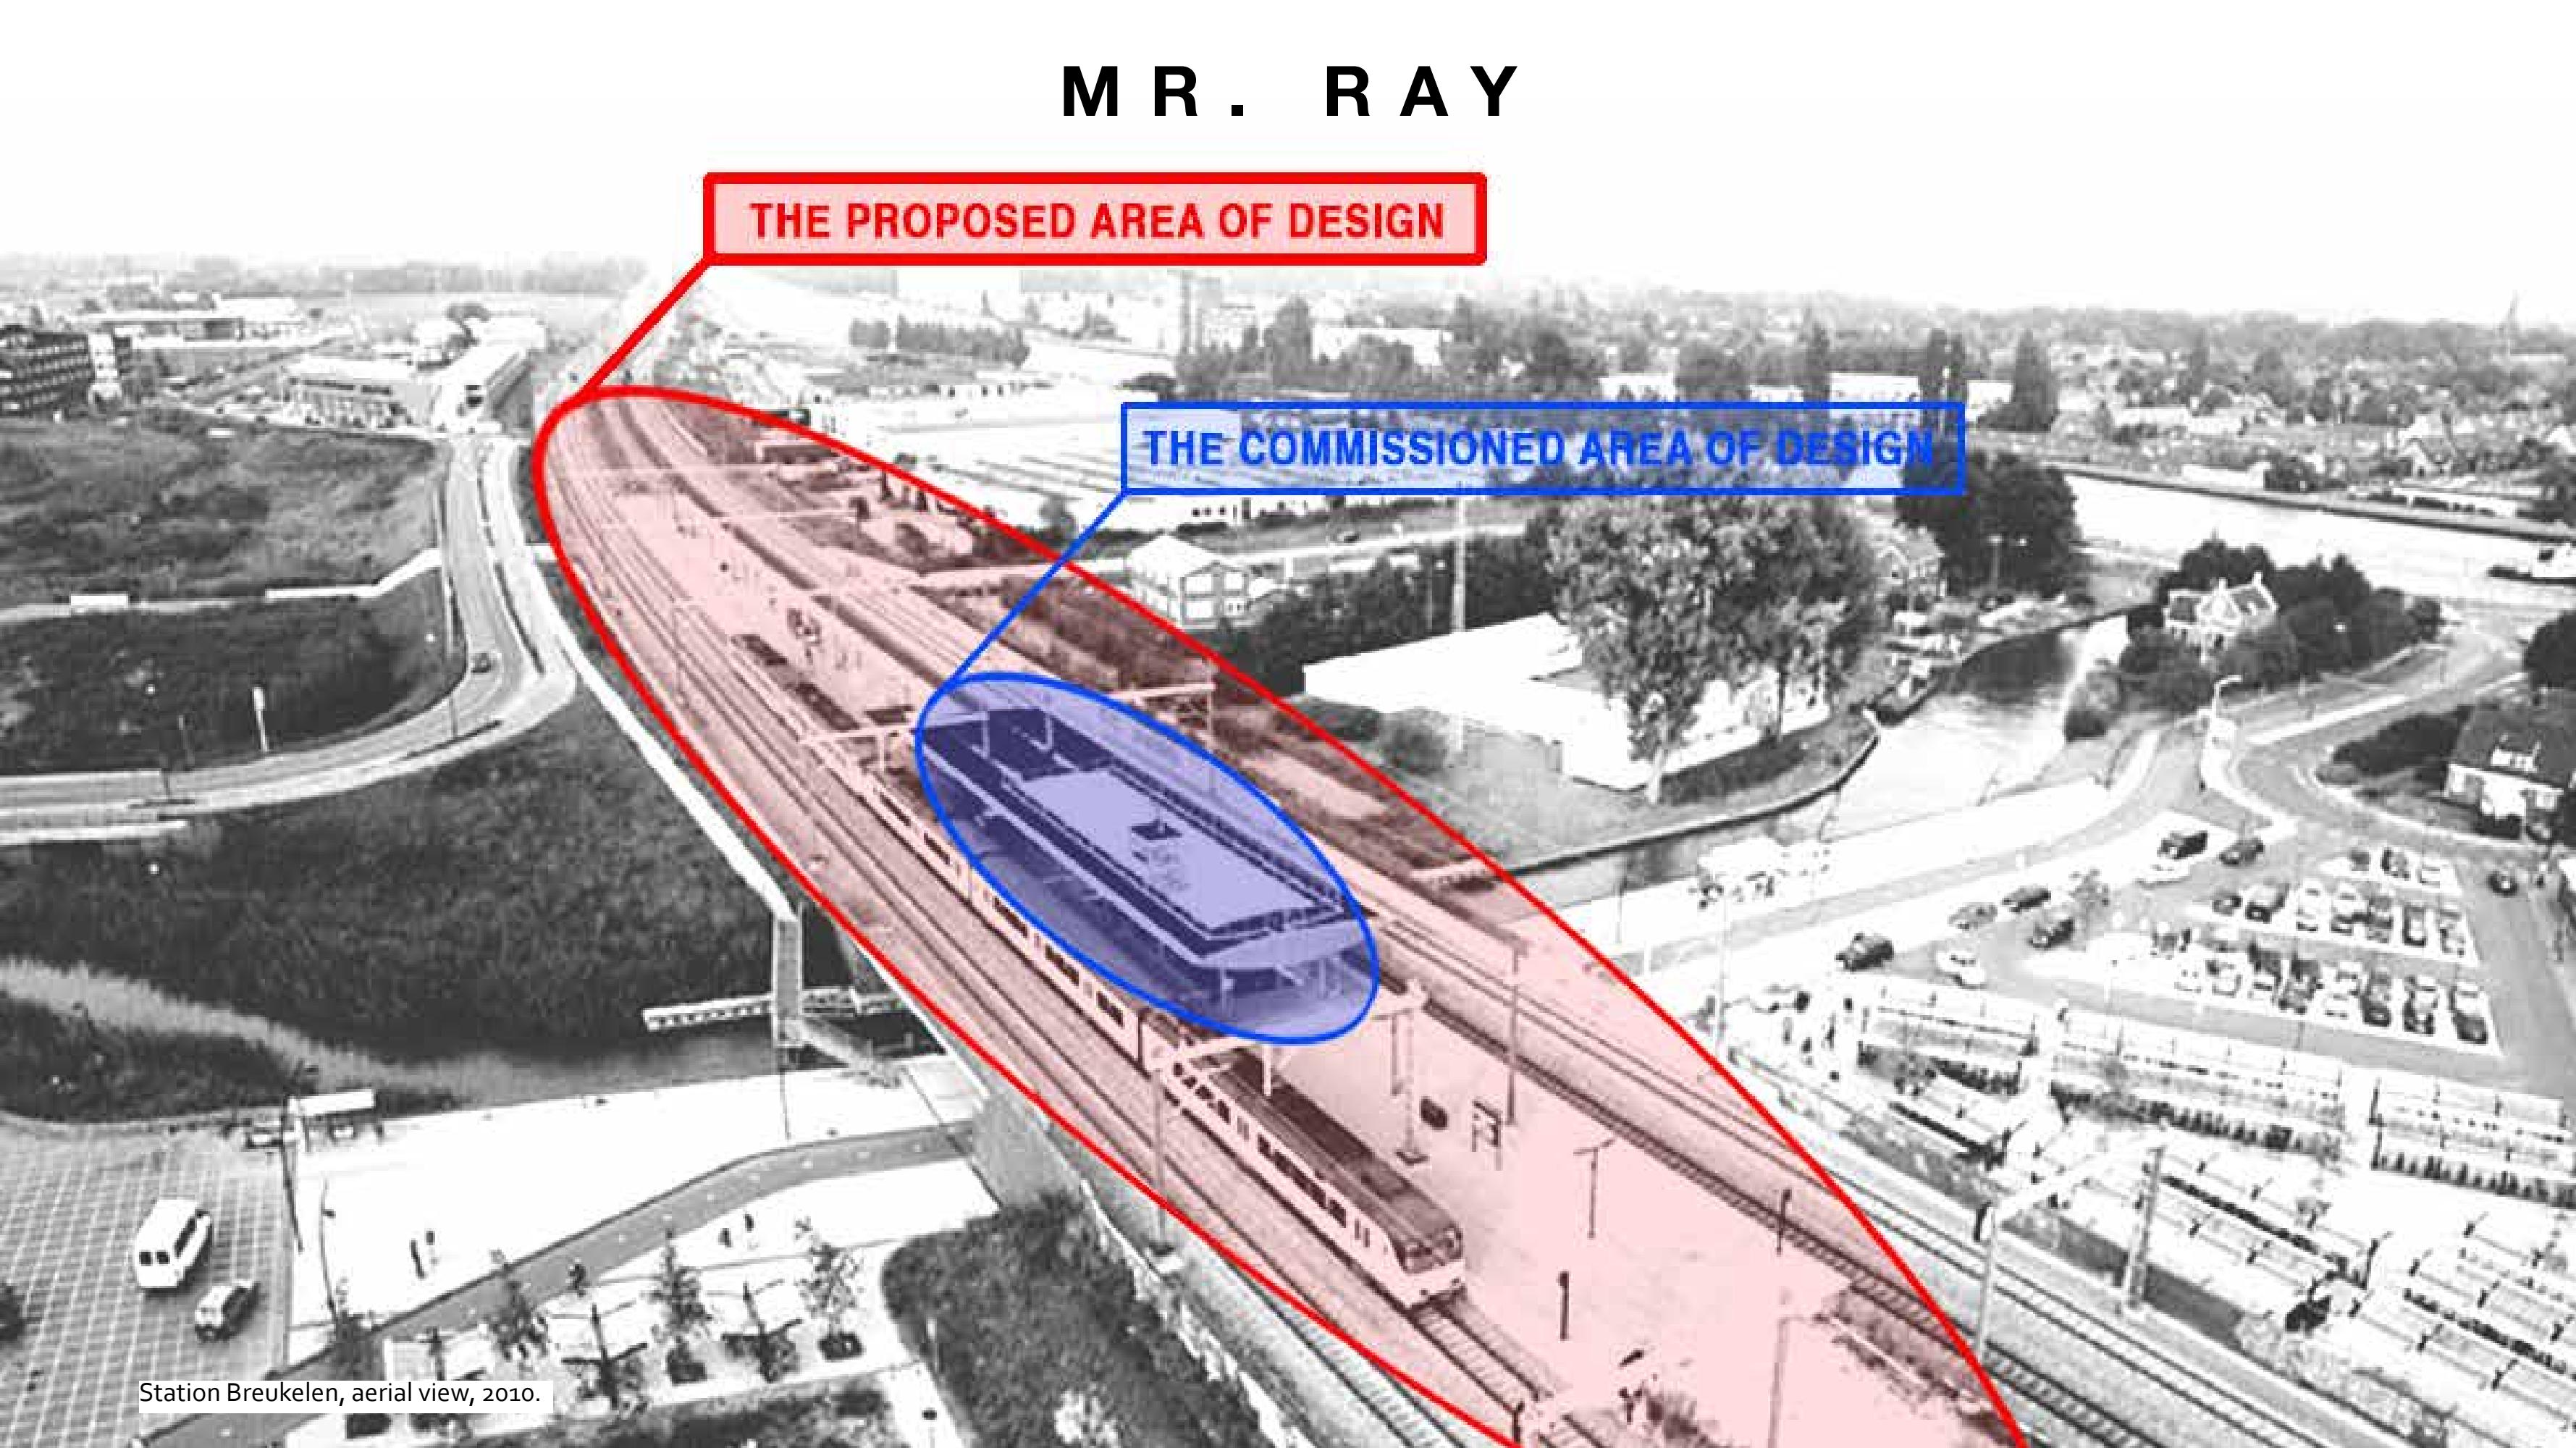 MR. RAY
THE PROPOSED AREA OF DESIGN
THE COMMISSIONED AREA OF DESIGN
Station Breukelen, aerial view, 2010.